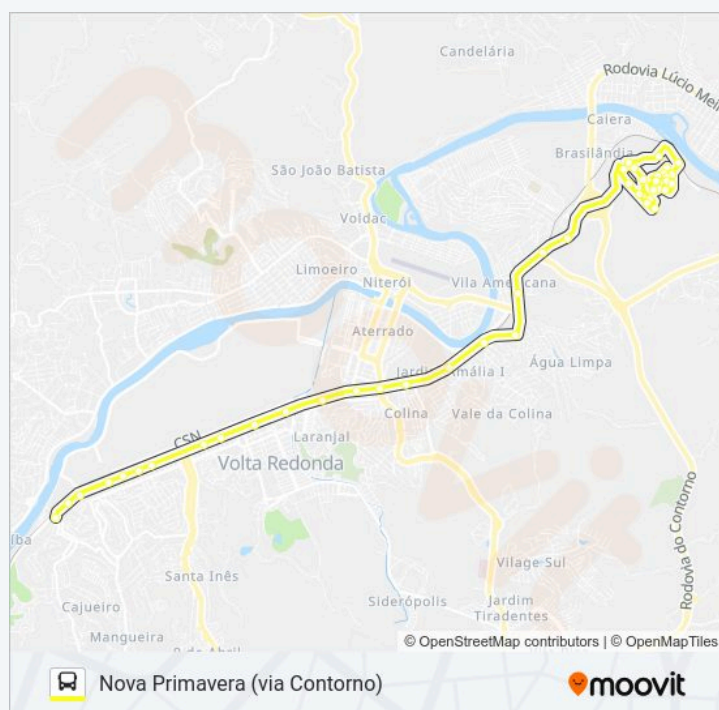 Candelária
Rodovia Lúcio Mei
Caiera
Brasilândia
São João Batista
Voldac
Limoeiro
Niterói
Vila Americana
Aterrado
Água Limpa
Jardim Amália I
Colina
Vale da Colina
CSN
Laranjal
Volta Redonda
Rodovia do Contorno
íba
Vilage Sul
Santa Inês
Siderópolis
Jardim
Tiradentes
Cajueiro
Mangueira
© OpenStreetMap contributors | © OpenMapTiles
Nova Primavera (via Contorno)
moovit